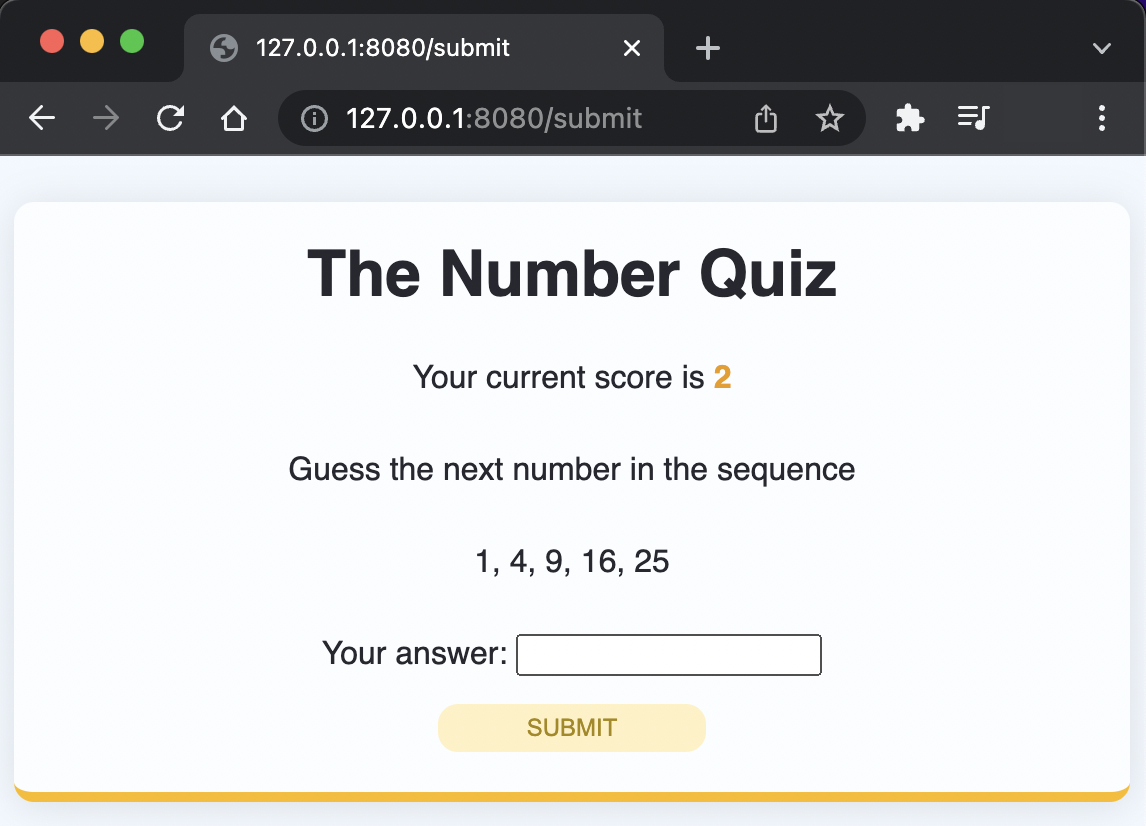 127.0.0.1:8080/submit
127.0.0.1:8080/submit
The Number Quiz
Your current score is 2
Guess the next number in the sequence
1, 4, 9, 16, 25
Your answer:
SUBMIT